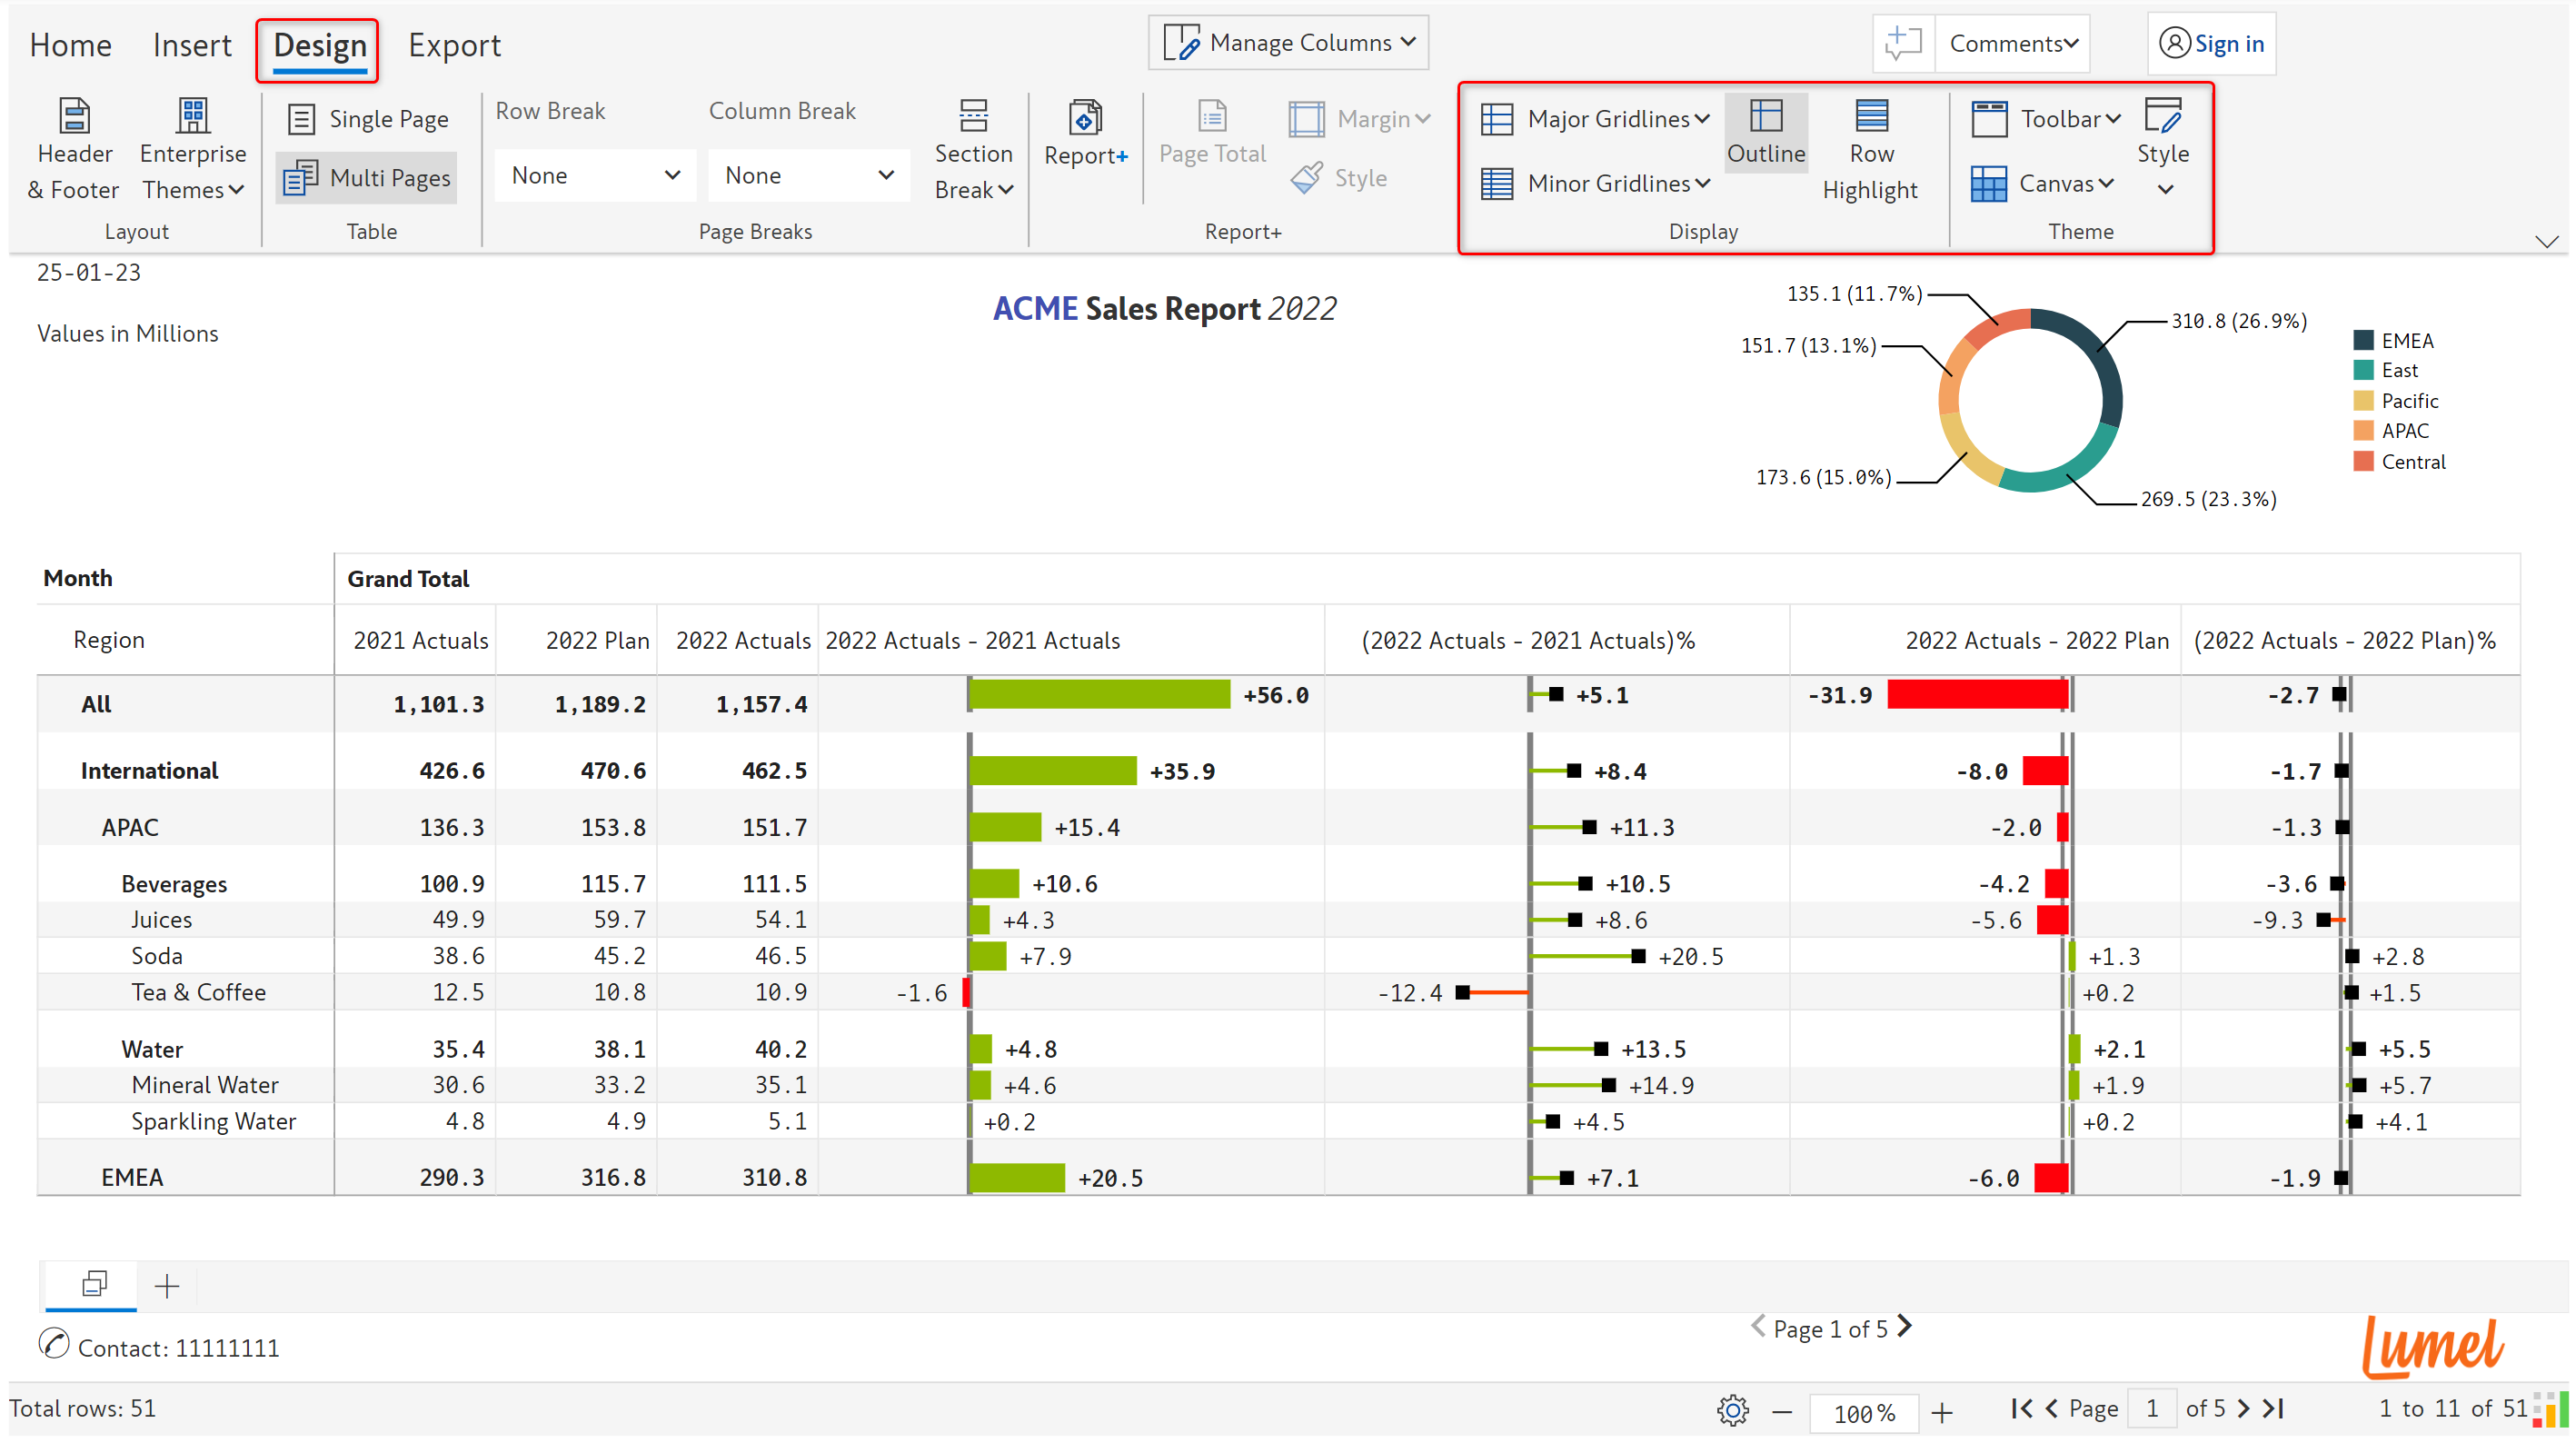 Home Insert Design Export Manage Columns Comments Sign in
Header & Footer Enterprise Themes Single Page Multi Pages Row Break Column Break None None Section Break Report+ Page Total Margin Style Major Gridlines Minor Gridlines Outline Row Highlight Toolbar Canvas Style
Layout Table Page Breaks Report+ Display Theme
25-01-23
Values in Millions
ACME Sales Report 2022
135.1 (11.7%)
310.8 (26.9%)
151.7 (13.1%)
173.6 (15.0%)
269.5 (23.3%)
EMEA
East
Pacific
APAC
Central
Month Grand Total
Region 2021 Actuals 2022 Plan 2022 Actuals 2022 Actuals - 2021 Actuals (2022 Actuals - 2021 Actuals)% 2022 Actuals - 2022 Plan (2022 Actuals - 2022 Plan)%
All 1,101.3 1,189.2 1,157.4 +56.0 +5.1 -31.9 -2.7
International 426.6 470.6 462.5 +35.9 +8.4 -8.0 -1.7
APAC 136.3 153.8 151.7 +15.4 +11.3 -2.0 -1.3
Beverages 100.9 115.7 111.5 +10.6 +10.5 -4.2 -3.6
Juices 49.9 59.7 54.1 +4.3 +8.6 -5.6 -9.3
Soda 38.6 45.2 46.5 +7.9 +20.5 +1.3 +2.8
Tea & Coffee 12.5 10.8 10.9 -1.6 -12.4 +0.2 +1.5
Water 35.4 38.1 40.2 +4.8 +13.5 +2.1 +5.5
Mineral Water 30.6 33.2 35.1 +4.6 +14.9 +1.9 +5.7
Sparkling Water 4.8 4.9 5.1 +0.2 +4.5 +0.2 +4.1
EMEA 290.3 316.8 310.8 +20.5 +7.1 -6.0 -1.9
Contact: 11111111 Page 1 of 5 Lumel
Total rows: 51 100% Page 1 of 5 1 to 11 of 51